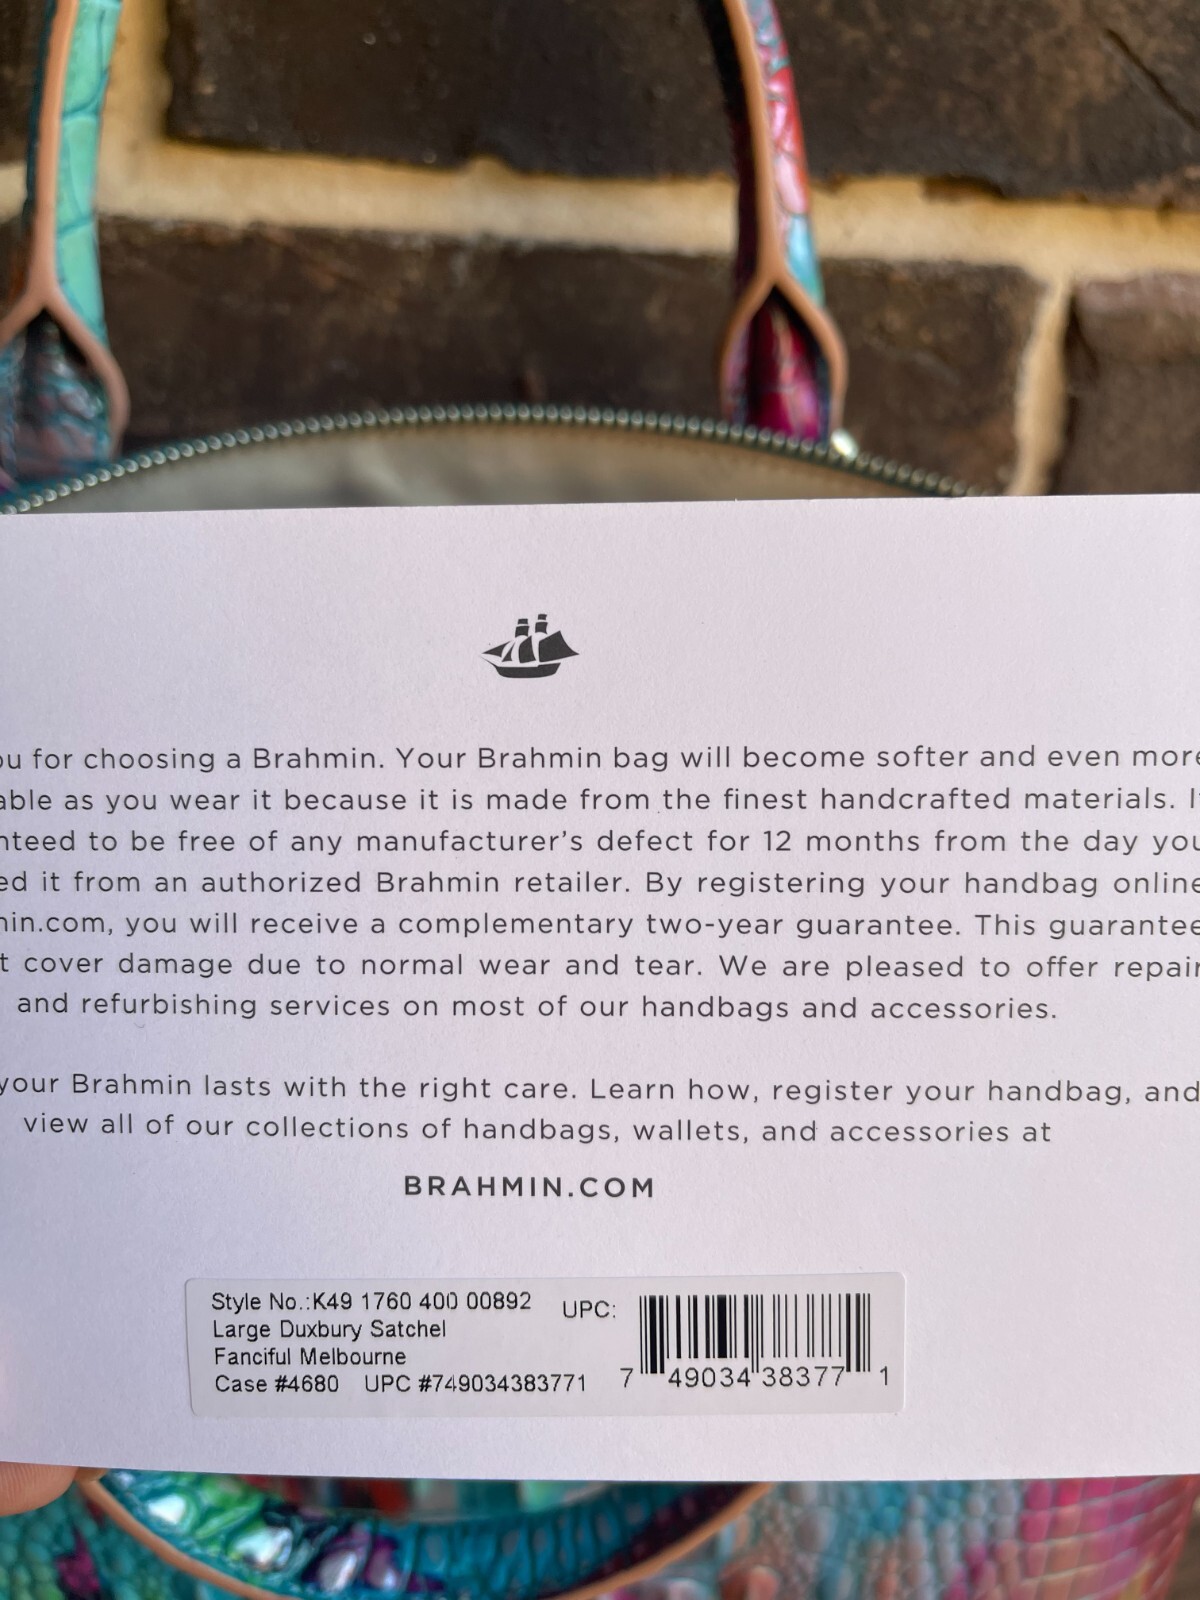 for choosing a Brahmin. Your Brahmin bag will become softer and even more
as you wear it because it is made from the finest handcrafted materials.
to be free of any manufacturer's defect for 12 months from the day you
it from an authorized Brahmin retailer. By registering your handbag online
you will receive a complementary two-year guarantee. This guarantee
cover damage due to normal wear and tear. We are pleased to offer repair
and refurbishing services on most of our handbags and accessories.
your Brahmin lasts with the right care. Learn how, register your handbag, and
view all of our collections of handbags, wallets, and accessories at
BRAHMIN.COM
Style No.:K49 1760 400 00892
Large Duxbury Satchel
Fanciful Melbourne
Case #4680 UPC #749034383771
UPC:
7 49034 38377 1